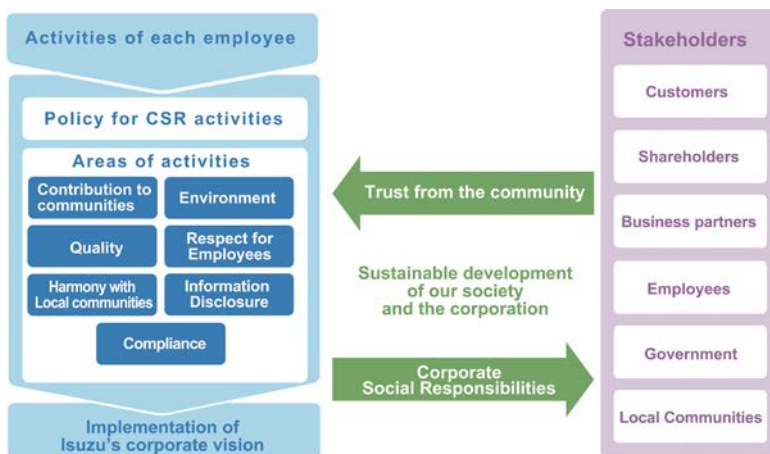 Activities of each employee
Policy for CSR activities
Areas of activities
Contribution to
communities
Environment
Quality
Respect for
Employees
Harmony with
Local communities
Information
Disclosure
Compliance
Implementation of
Isuzu's corporate vision
Trust from the community
Sustainable development
of our society
and the corporation
Corporate
Social Responsibilities
Stakeholders
Customers
Shareholders
Business partners
Employees
Government
Local Communities